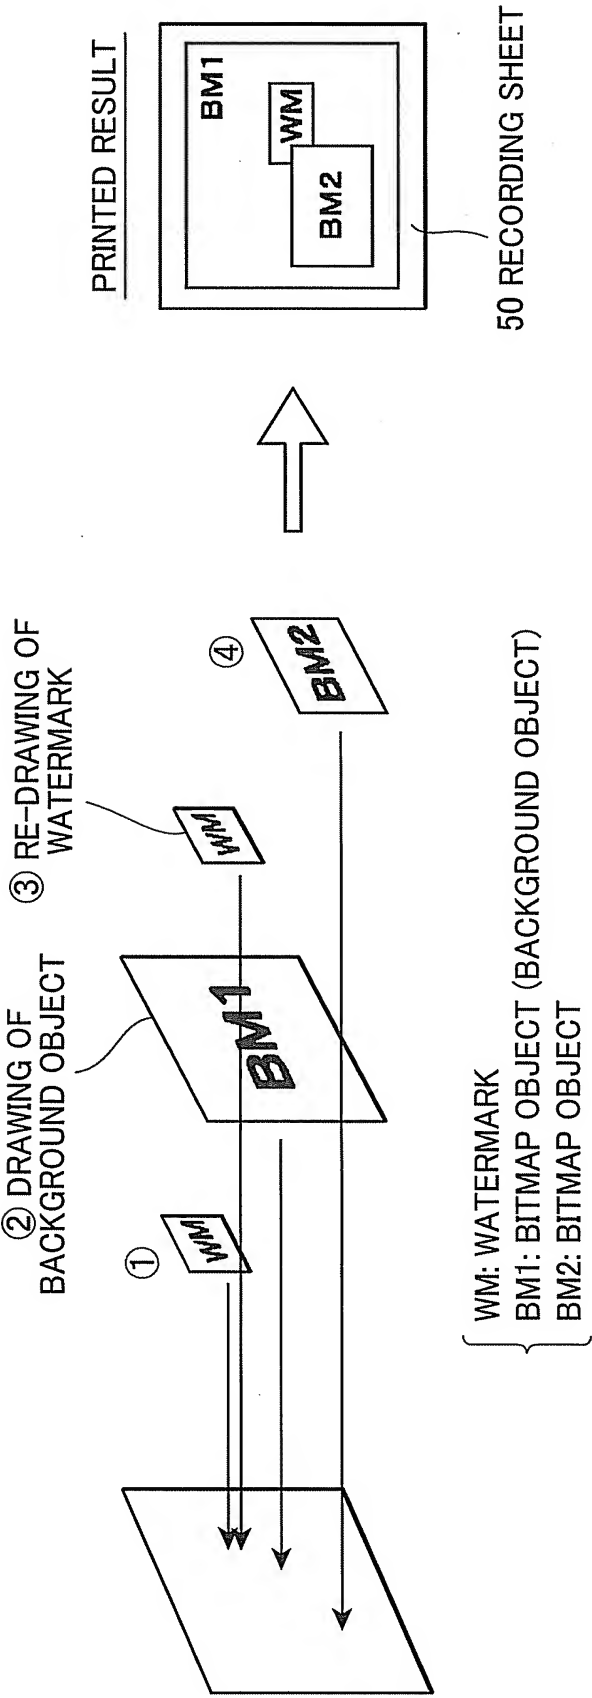 ① 
WM
② DRAWING OF
BACKGROUND OBJECT
BM1
③ RE-DRAWING OF
WATERMARK
WM
④
BM2
PRINTED RESULT
BM1
WM
BM2
50 RECORDING SHEET
WM: WATERMARK
BM1: BITMAP OBJECT (BACKGROUND OBJECT)
BM2: BITMAP OBJECT